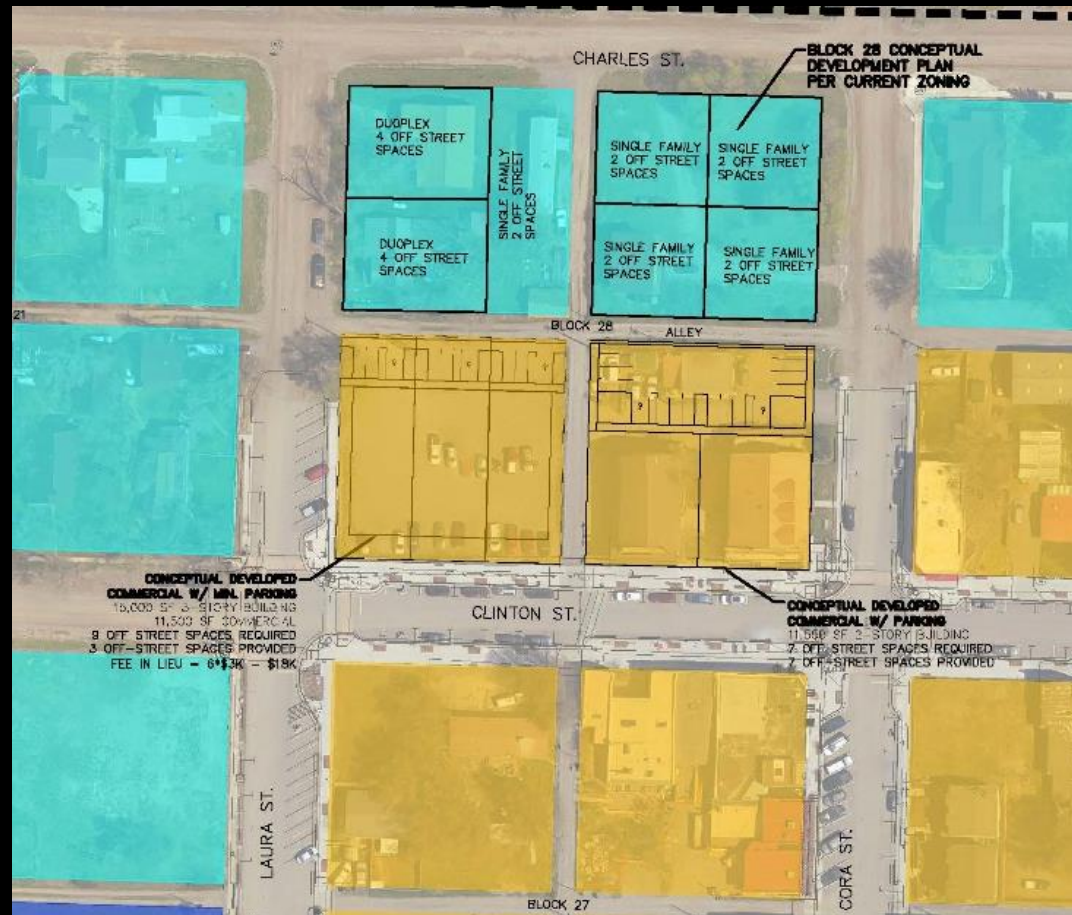 CHARLES ST.
BLOCK 28 CONCEPTUAL
DEVELOPMENT PLAN
PER CURRENT ZONING
DUOPLEX
4 OFF STREET
SPACES
SINGLE FAMILY
2 OFF STREET
SPACES
SINGLE FAMILY
2 OFF STREET
SPACES
SINGLE FAMILY
2 OFF STREET
SPACES
DUOPLEX
4 OFF STREET
SPACES
SINGLE FAMILY
2 OFF STREET
SPACES
SINGLE FAMILY
2 OFF STREET
SPACES
21
BLOCK 28
ALLEY
CONCEPTUAL DEVELOPED
COMMERCIAL W/ MIN. PARKING
15,000 SF 3-STORY BUILDING
11,500 SF COMMERCIAL
9 OFF STREET SPACES REQUIRED
3 OFF-STREET SPACES PROVIDED
FEE IN LIEU = 6*$3K = $18K
CLINTON ST.
CONCEPTUAL DEVELOPED
COMMERCIAL W/ PARKING
SF 2-STORY BUILDING
7 OFF STREET SPACES REQUIRED
7 OFF-STREET SPACES PROVIDED
LAURA ST.
CORA ST.
BLOCK 27